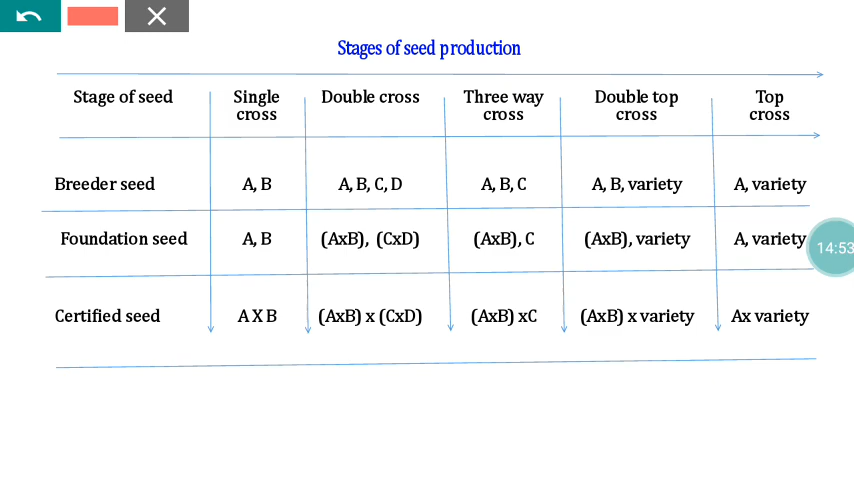 Stages of seed production
Stage of seed Single cross Double cross Three way cross Double top cross Top cross
Breeder seed A, B A, B, C, D A, B, C A, B, variety A, variety
Foundation seed A, B (AxB), (CxD) (AxB), C (AxB), variety A, variety
14:53
Certified seed A X B (AxB) x (CxD) (AxB) xC (AxB) x variety Ax variety